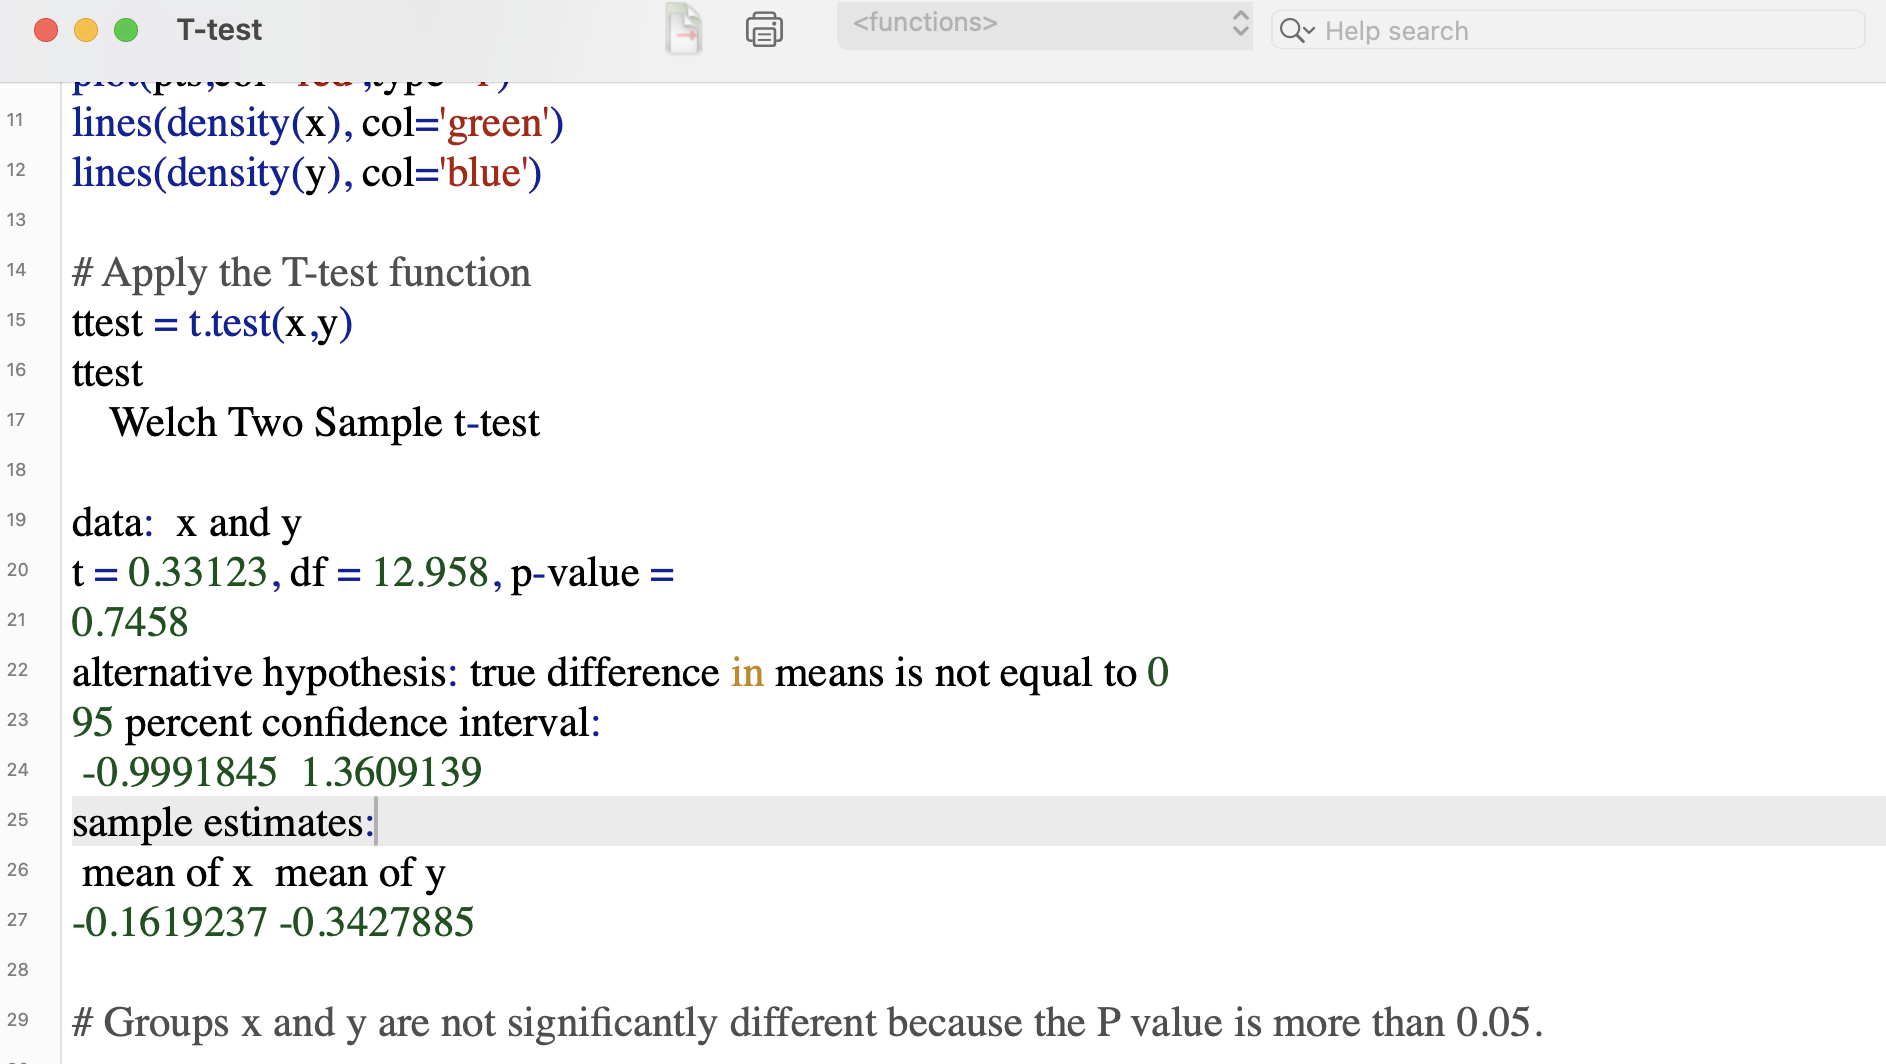 T-test
<functions>
Help search
11 lines(density(x), col='green')
12 lines(density(y), col='blue')
13
14 # Apply the T-test function
15 ttest = t.test(x,y)
16 ttest
17 Welch Two Sample t-test
18
19 data:  x and y
20 t = 0.33123, df = 12.958, p-value =
21 0.7458
22 alternative hypothesis: true difference in means is not equal to 0
23 95 percent confidence interval:
24 -0.9991845  1.3609139
25 sample estimates:
26 mean of x  mean of y
27 -0.1619237 -0.3427885
28
29 # Groups x and y are not significantly different because the P value is more than 0.05.